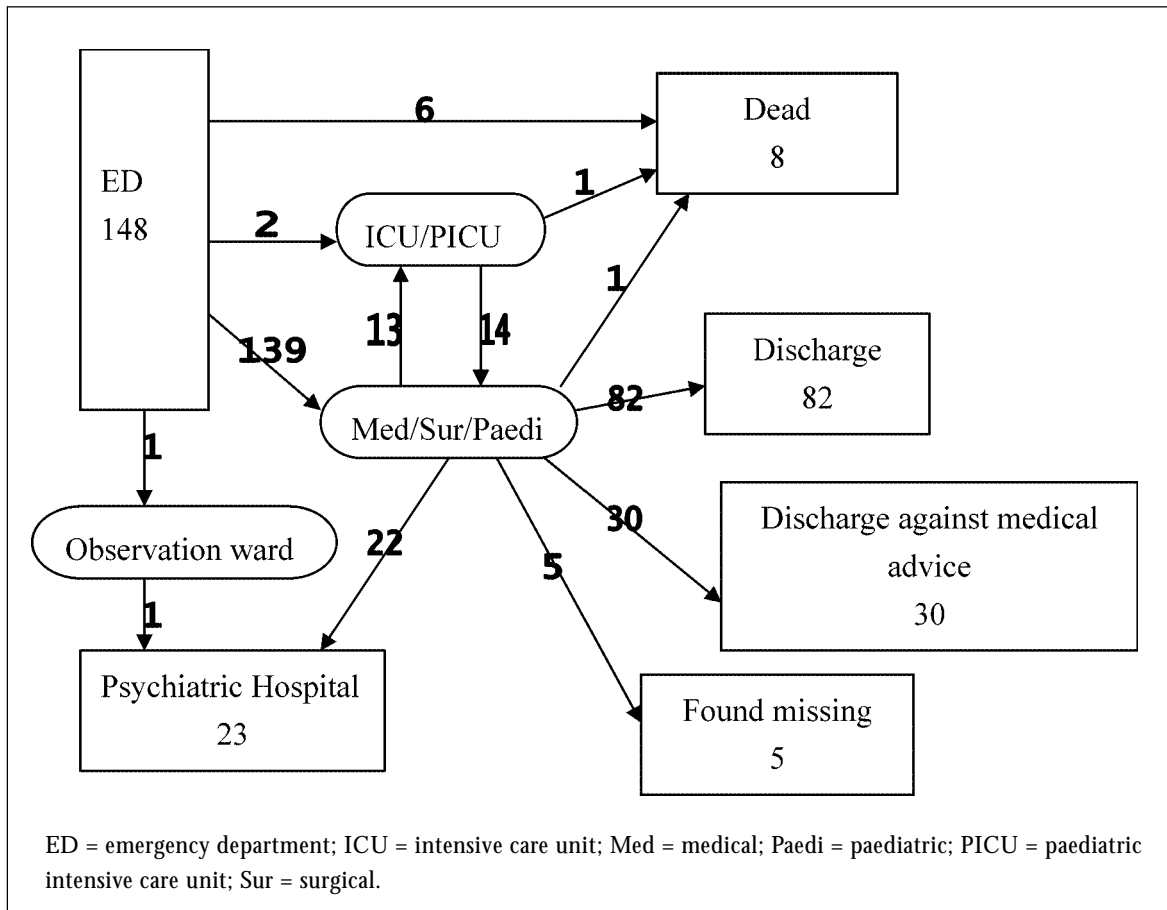 ED
148
6
Dead
8
1
2
ICU/PICU
1
13
14
139
Discharge
82
82
Med/Sur/Paedi
1
30
Discharge against medical
advice
30
Observation ward
22
5
1
Psychiatric Hospital
23
Found missing
5
ED = emergency department; ICU = intensive care unit; Med = medical; Paedi = paediatric; PICU = paediatric
intensive care unit; Sur = surgical.